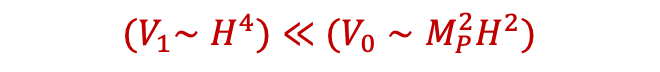 (V₁~ H⁴) ≪ (V₀ ~ M_P²H²)